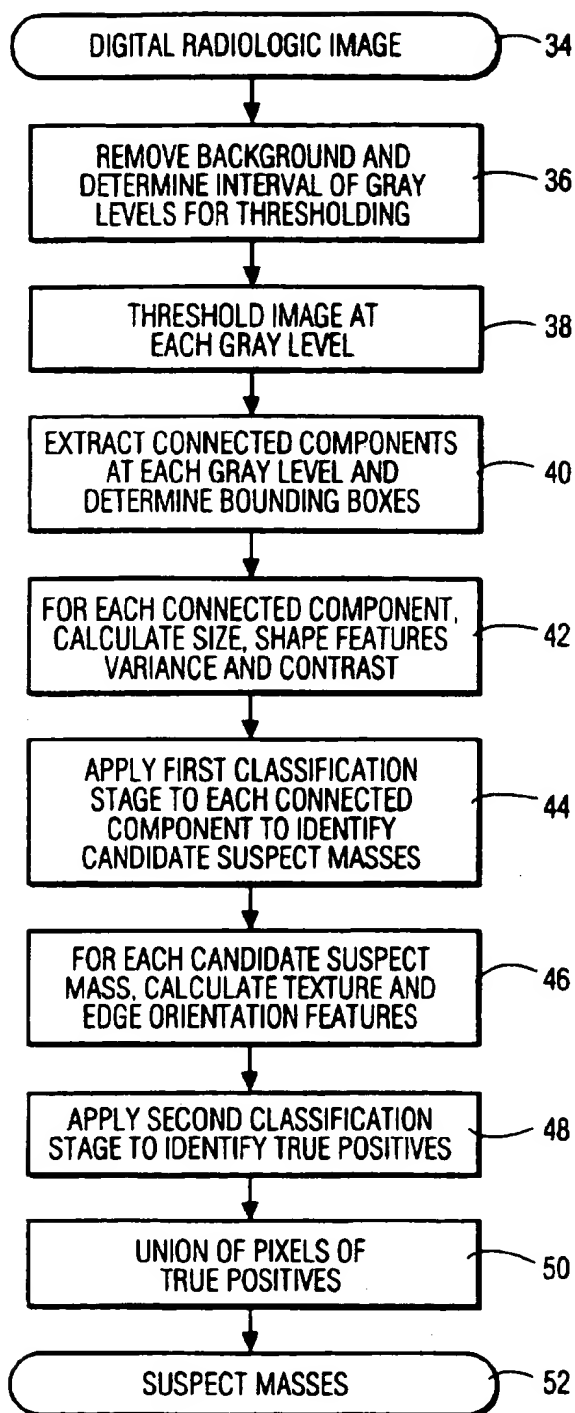 DIGITAL RADIOLOGIC IMAGE
34
REMOVE BACKGROUND AND
DETERMINE INTERVAL OF GRAY
LEVELS FOR THRESHOLDING
36
THRESHOLD IMAGE AT
EACH GRAY LEVEL
38
EXTRACT CONNECTED COMPONENTS
AT EACH GRAY LEVEL AND
DETERMINE BOUNDING BOXES
40
FOR EACH CONNECTED COMPONENT,
CALCULATE SIZE, SHAPE FEATURES
VARIANCE AND CONTRAST
42
APPLY FIRST CLASSIFICATION
STAGE TO EACH CONNECTED
COMPONENT TO IDENTIFY
CANDIDATE SUSPECT MASSES
44
FOR EACH CANDIDATE SUSPECT
MASS, CALCULATE TEXTURE AND
EDGE ORIENTATION FEATURES
46
APPLY SECOND CLASSIFICATION
STAGE TO IDENTIFY TRUE POSITIVES
48
UNION OF PIXELS OF
TRUE POSITIVES
50
SUSPECT MASSES
52